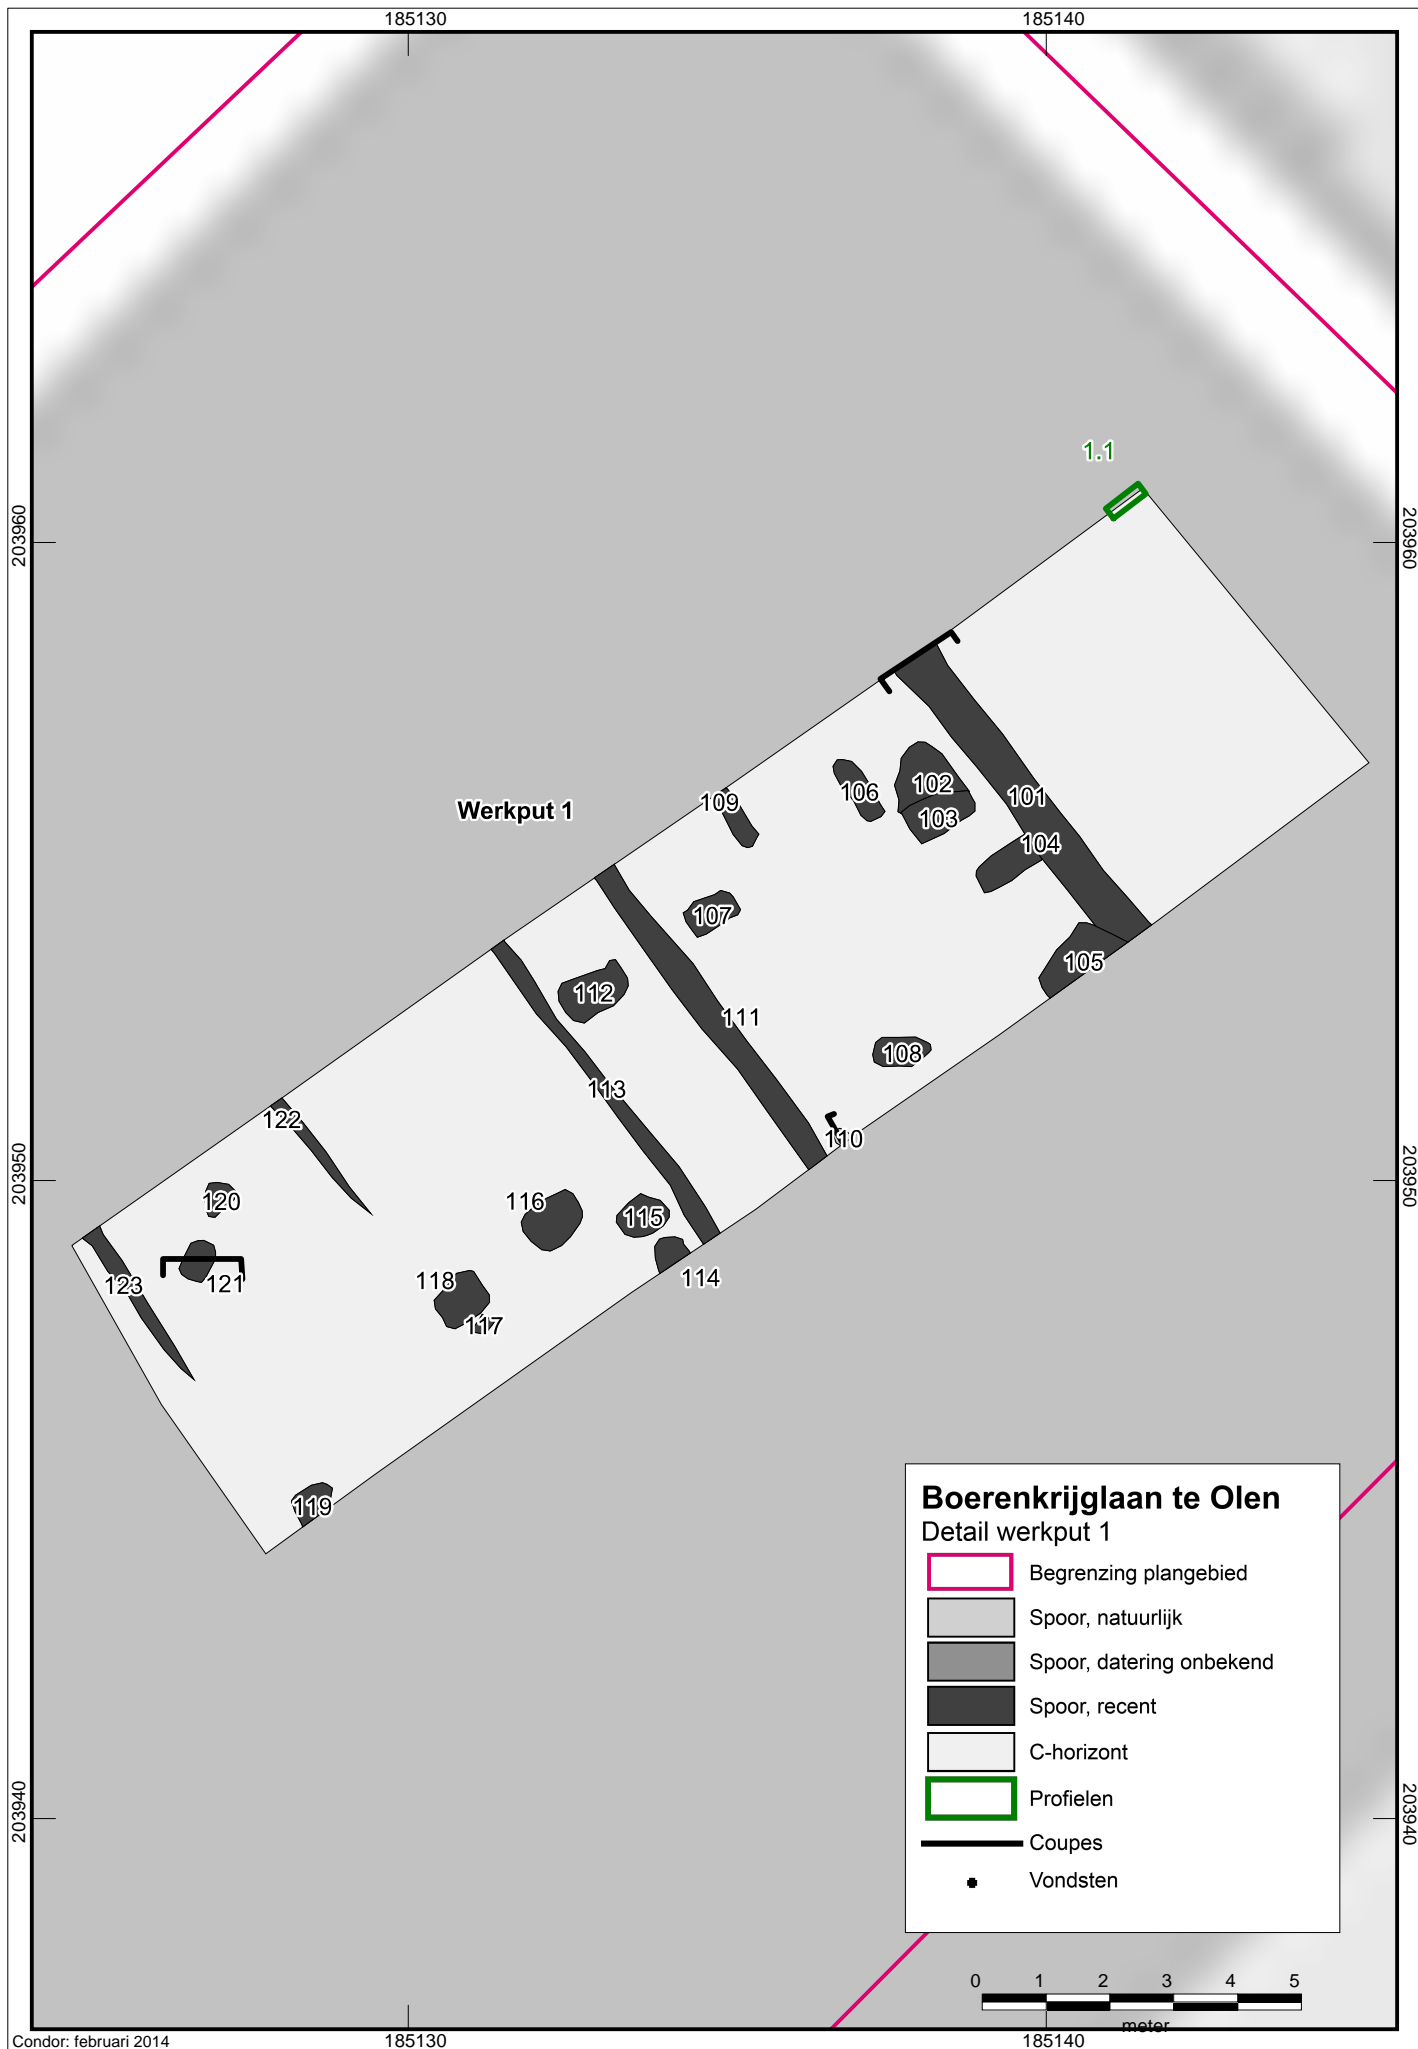 185130
185140
1.1
203960
203960
102
106
101
109
Werkput 1
103
104
107
105
112
111
108
113
122
110
203950
203950
120
116
115
114
118
121
123
117
119
Boerenkrijglaan te Olen
Detail werkput 1
Begrenzing plangebied
Spoor, natuurlijk
Spoor, datering onbekend
Spoor, recent
C-horizont
Profielen
Coupes
Vondsten
203940
203940
0 1 2 3 4 5
meter
Condor: februari 2014
185130
185140